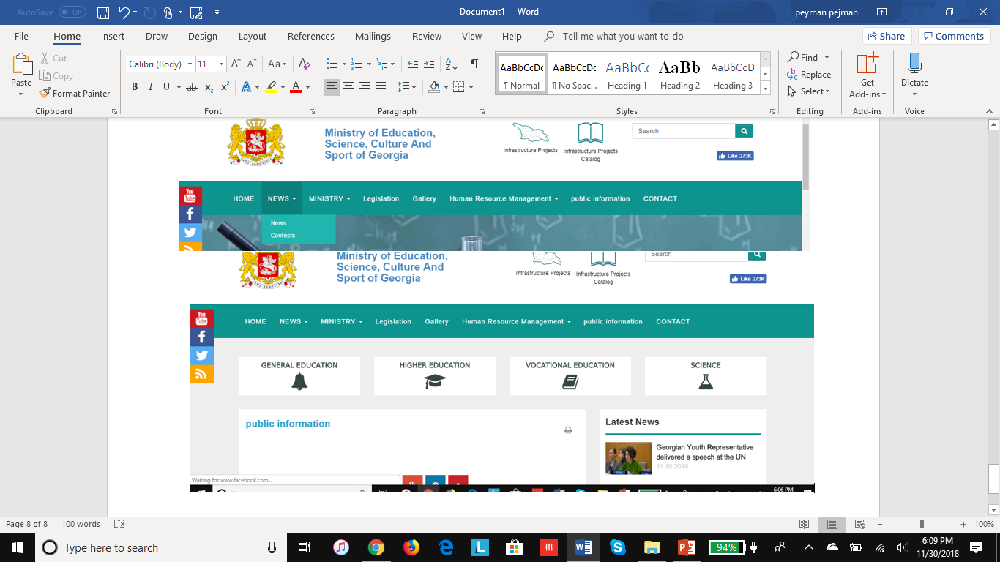 AutoSave Off
Document1 - Word
peyman pejman
File Home Insert Draw Design Layout References Mailings Review View Help Tell me what you want to do Share Comments
Paste
Cut
Copy
Format Painter
Clipboard
Calibri (Body) 11
Font
Paragraph
AaBbCcDc AaBbCcDc AaBbCc AaBb AaBbCcD
¶ Normal ¶ No Spac... Heading 1 Heading 2 Heading 3
Styles
Find
Replace
Select
Editing
Get
Add-ins
Add-ins
Dictate
Voice
Ministry of Education,
Science, Culture And
Sport of Georgia
Infrastructure Projects
Infrastructure Projects
Catalog
Search
Like 273K
You
Tube
HOME NEWS MINISTRY Legislation Gallery Human Resource Management public information CONTACT
News
Contests
Ministry of Education,
Science, Culture And
Sport of Georgia
Infrastructure Projects
Infrastructure Projects
Catalog
Search
Like 273K
You
Tube
HOME NEWS MINISTRY Legislation Gallery Human Resource Management public information CONTACT
GENERAL EDUCATION HIGHER EDUCATION VOCATIONAL EDUCATION SCIENCE
public information
Latest News
Georgian Youth Representative
delivered a speech at the UN
11.10.2018
Waiting for www.facebook.com...
6:06 PM
Page 8 of 8 100 words 100%
Type here to search
94%
6:09 PM
11/30/2018